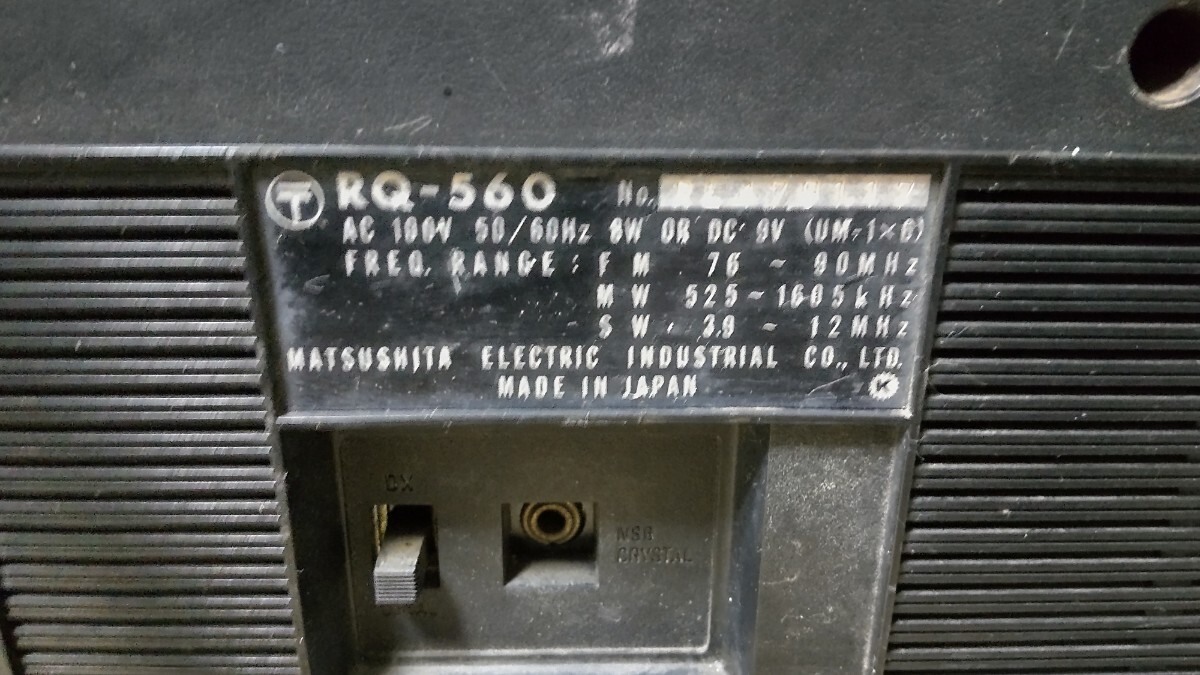 RQ-560 No.
AC 100V 50/60Hz 8W OR DC 9V (UM-1×6)
FREQ. RANGE : FM 76 ~ 90MHz
MW 525 ~ 1605kHz
SW 3.9 ~ 12MHz
MATSUSHITA ELECTRIC INDUSTRIAL CO., LTD.
MADE IN JAPAN K
DX
NSB
CRYSTAL